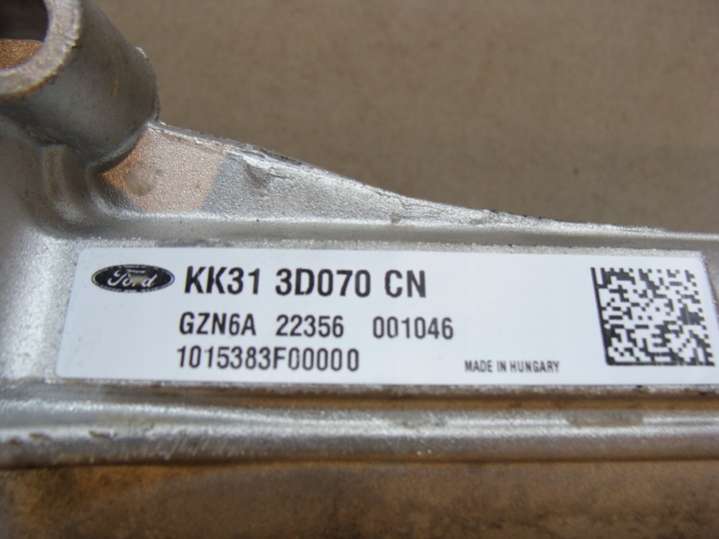 Ford
KK31 3D070 CN
GZN6A 22356 001046
1015383F00000
MADE IN HUNGARY